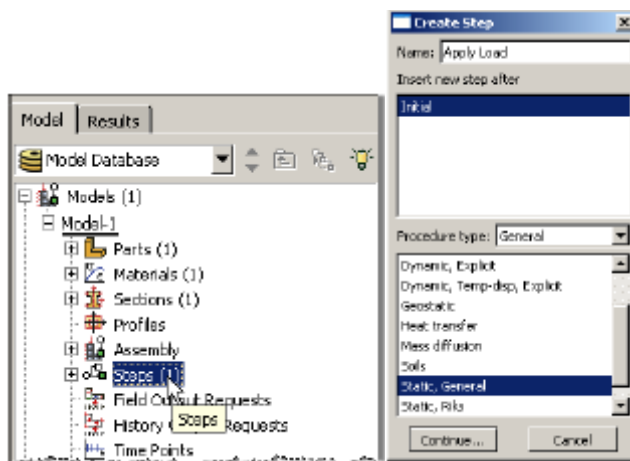 Model Results
Model Database
Models (1)
Model-1
Parts (1)
Materials (1)
Sections (1)
Profiles
Assembly
Steps (1)
Field Output Requests
History Requests
Steps
Time Points
Create Step
Name: Apply Load
Insert new step after
Initial
Procedure type: General
Dynamic, Explicit
Dynamic, Temp-disp, Explicit
Geostatic
Heat transfer
Mass diffusion
Soils
Static, General
Static, Riks
Continue... Cancel